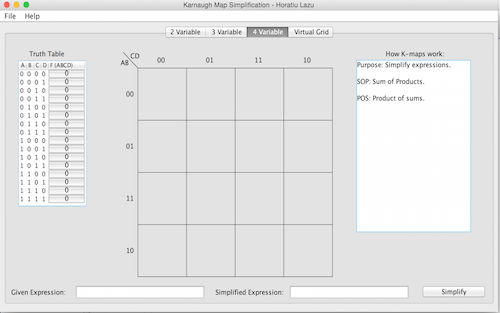 Karnaugh Map Simplification - Horatiu Lazu
File Help
2 Variable 3 Variable 4 Variable Virtual Grid
Truth Table
A B C D F (ABCD)
0 0 0 0 0
0 0 0 1 0
0 0 1 0 0
0 0 1 1 0
0 1 0 0 0
0 1 0 1 0
0 1 1 0 0
0 1 1 1 0
1 0 0 0 0
1 0 0 1 0
1 0 1 0 0
1 0 1 1 0
1 1 0 0 0
1 1 0 1 0
1 1 1 0 0
1 1 1 1 0
CD
AB
00 01 11 10
00
01
11
10
How K-maps work:
Purpose: Simplify expressions.
SOP: Sum of Products.
POS: Product of sums.
Given Expression:
Simplified Expression:
Simplify